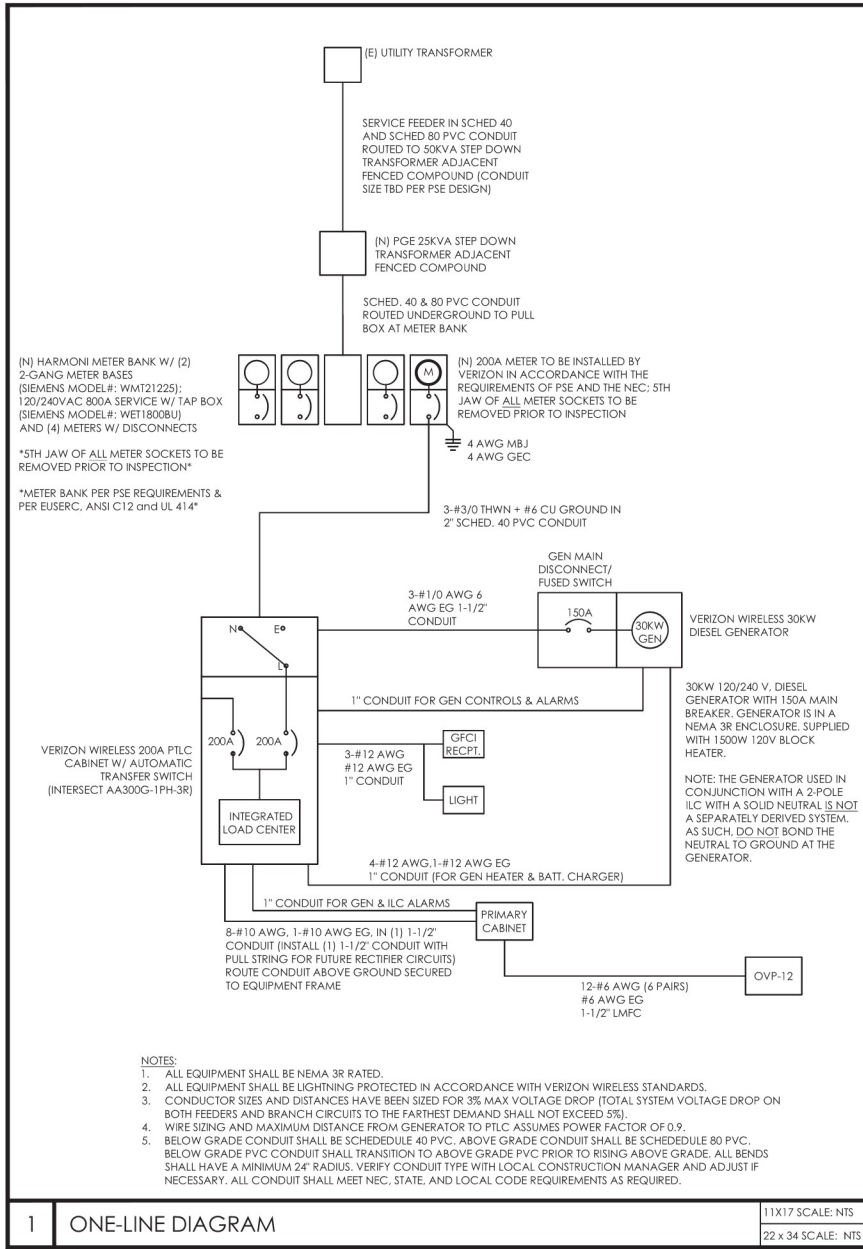 (E) UTILITY TRANSFORMER
SERVICE FEEDER IN SCHED 40
AND SCHED 80 PVC CONDUIT
ROUTED TO 50KVA STEP DOWN
TRANSFORMER ADJACENT
FENCED COMPOUND (CONDUIT
SIZE TBD PER PSE DESIGN)
(N) PGE 25KVA STEP DOWN
TRANSFORMER ADJACENT
FENCED COMPOUND
SCHED. 40 & 80 PVC CONDUIT
ROUTED UNDERGROUND TO PULL
BOX AT METER BANK
(N) HARMONI METER BANK W/ (2)
2-GANG METER BASES
(SIEMENS MODEL#: WMT21225);
120/240VAC 800A SERVICE W/ TAP BOX
(SIEMENS MODEL#: WET1800BU)
AND (4) METERS W/ DISCONNECTS
*5TH JAW OF ALL METER SOCKETS TO BE
REMOVED PRIOR TO INSPECTION*
*METER BANK PER PSE REQUIREMENTS &
PER EUSERC, ANSI C12 and UL 414*
M
(N) 200A METER TO BE INSTALLED BY
VERIZON IN ACCORDANCE WITH THE
REQUIREMENTS OF PSE AND THE NEC; 5TH
JAW OF ALL METER SOCKETS TO BE
REMOVED PRIOR TO INSPECTION
4 AWG MBJ
4 AWG GEC
3-#3/0 THWN + #6 CU GROUND IN
2" SCHED. 40 PVC CONDUIT
GEN MAIN
DISCONNECT/
FUSED SWITCH
3-#1/0 AWG 6
AWG EG 1-1/2"
CONDUIT
150A
30KW
GEN
VERIZON WIRELESS 30KW
DIESEL GENERATOR
N
E
L
1" CONDUIT FOR GEN CONTROLS & ALARMS
30KW 120/240 V, DIESEL
GENERATOR WITH 150A MAIN
BREAKER. GENERATOR IS IN A
NEMA 3R ENCLOSURE. SUPPLIED
WITH 1500W 120V BLOCK
HEATER.
NOTE: THE GENERATOR USED IN
CONJUNCTION WITH A 2-POLE
ILC WITH A SOLID NEUTRAL IS NOT
A SEPARATELY DERIVED SYSTEM.
AS SUCH, DO NOT BOND THE
NEUTRAL TO GROUND AT THE
GENERATOR.
VERIZON WIRELESS 200A PTLC
CABINET W/ AUTOMATIC
TRANSFER SWITCH
(INTERSECT AA300G-1PH-3R)
200A
200A
INTEGRATED
LOAD CENTER
3-#12 AWG
#12 AWG EG
1" CONDUIT
GFCI
RECPT.
LIGHT
4-#12 AWG,1-#12 AWG EG
1" CONDUIT (FOR GEN HEATER & BATT. CHARGER)
1" CONDUIT FOR GEN & ILC ALARMS
PRIMARY
CABINET
8-#10 AWG, 1-#10 AWG EG, IN (1) 1-1/2"
CONDUIT (INSTALL (1) 1-1/2" CONDUIT WITH
PULL STRING FOR FUTURE RECTIFIER CIRCUITS)
ROUTE CONDUIT ABOVE GROUND SECURED
TO EQUIPMENT FRAME
12-#6 AWG (6 PAIRS)
#6 AWG EG
1-1/2" LMFC
OVP-12
NOTES:
1. ALL EQUIPMENT SHALL BE NEMA 3R RATED.
2. ALL EQUIPMENT SHALL BE LIGHTNING PROTECTED IN ACCORDANCE WITH VERIZON WIRELESS STANDARDS.
3. CONDUCTOR SIZES AND DISTANCES HAVE BEEN SIZED FOR 3% MAX VOLTAGE DROP (TOTAL SYSTEM VOLTAGE DROP ON
BOTH FEEDERS AND BRANCH CIRCUITS TO THE FARTHEST DEMAND SHALL NOT EXCEED 5%).
4. WIRE SIZING AND MAXIMUM DISTANCE FROM GENERATOR TO PTLC ASSUMES POWER FACTOR OF 0.9.
5. BELOW GRADE CONDUIT SHALL BE SCHEDEDULE 40 PVC. ABOVE GRADE CONDUIT SHALL BE SCHEDEDULE 80 PVC.
BELOW GRADE PVC CONDUIT SHALL TRANSITION TO ABOVE GRADE PVC PRIOR TO RISING ABOVE GRADE. ALL BENDS
SHALL HAVE A MINIMUM 24" RADIUS. VERIFY CONDUIT TYPE WITH LOCAL CONSTRUCTION MANAGER AND ADJUST IF
NECESSARY. ALL CONDUIT SHALL MEET NEC, STATE, AND LOCAL CODE REQUIREMENTS AS REQUIRED.
1 ONE-LINE DIAGRAM
11X17 SCALE: NTS
22 x 34 SCALE: NTS